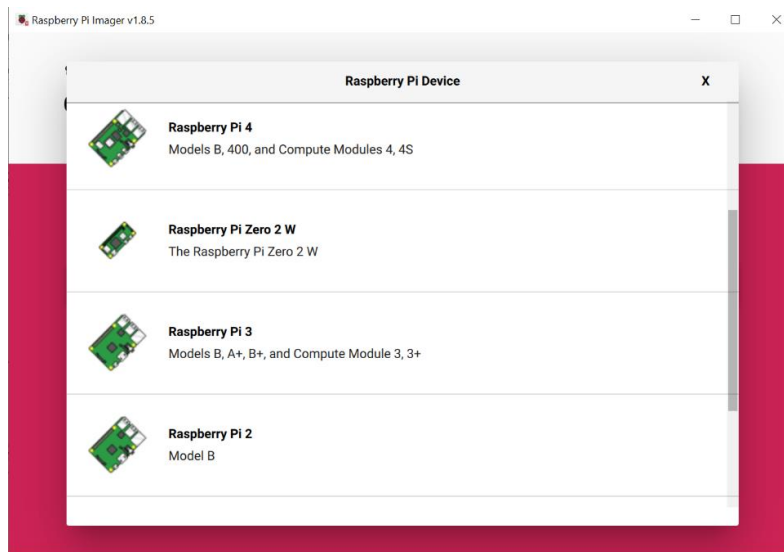 Raspberry Pi Imager v1.8.5
Raspberry Pi Device
X
Raspberry Pi 4
Models B, 400, and Compute Modules 4, 4S
Raspberry Pi Zero 2 W
The Raspberry Pi Zero 2 W
Raspberry Pi 3
Models B, A+, B+, and Compute Module 3, 3+
Raspberry Pi 2
Model B